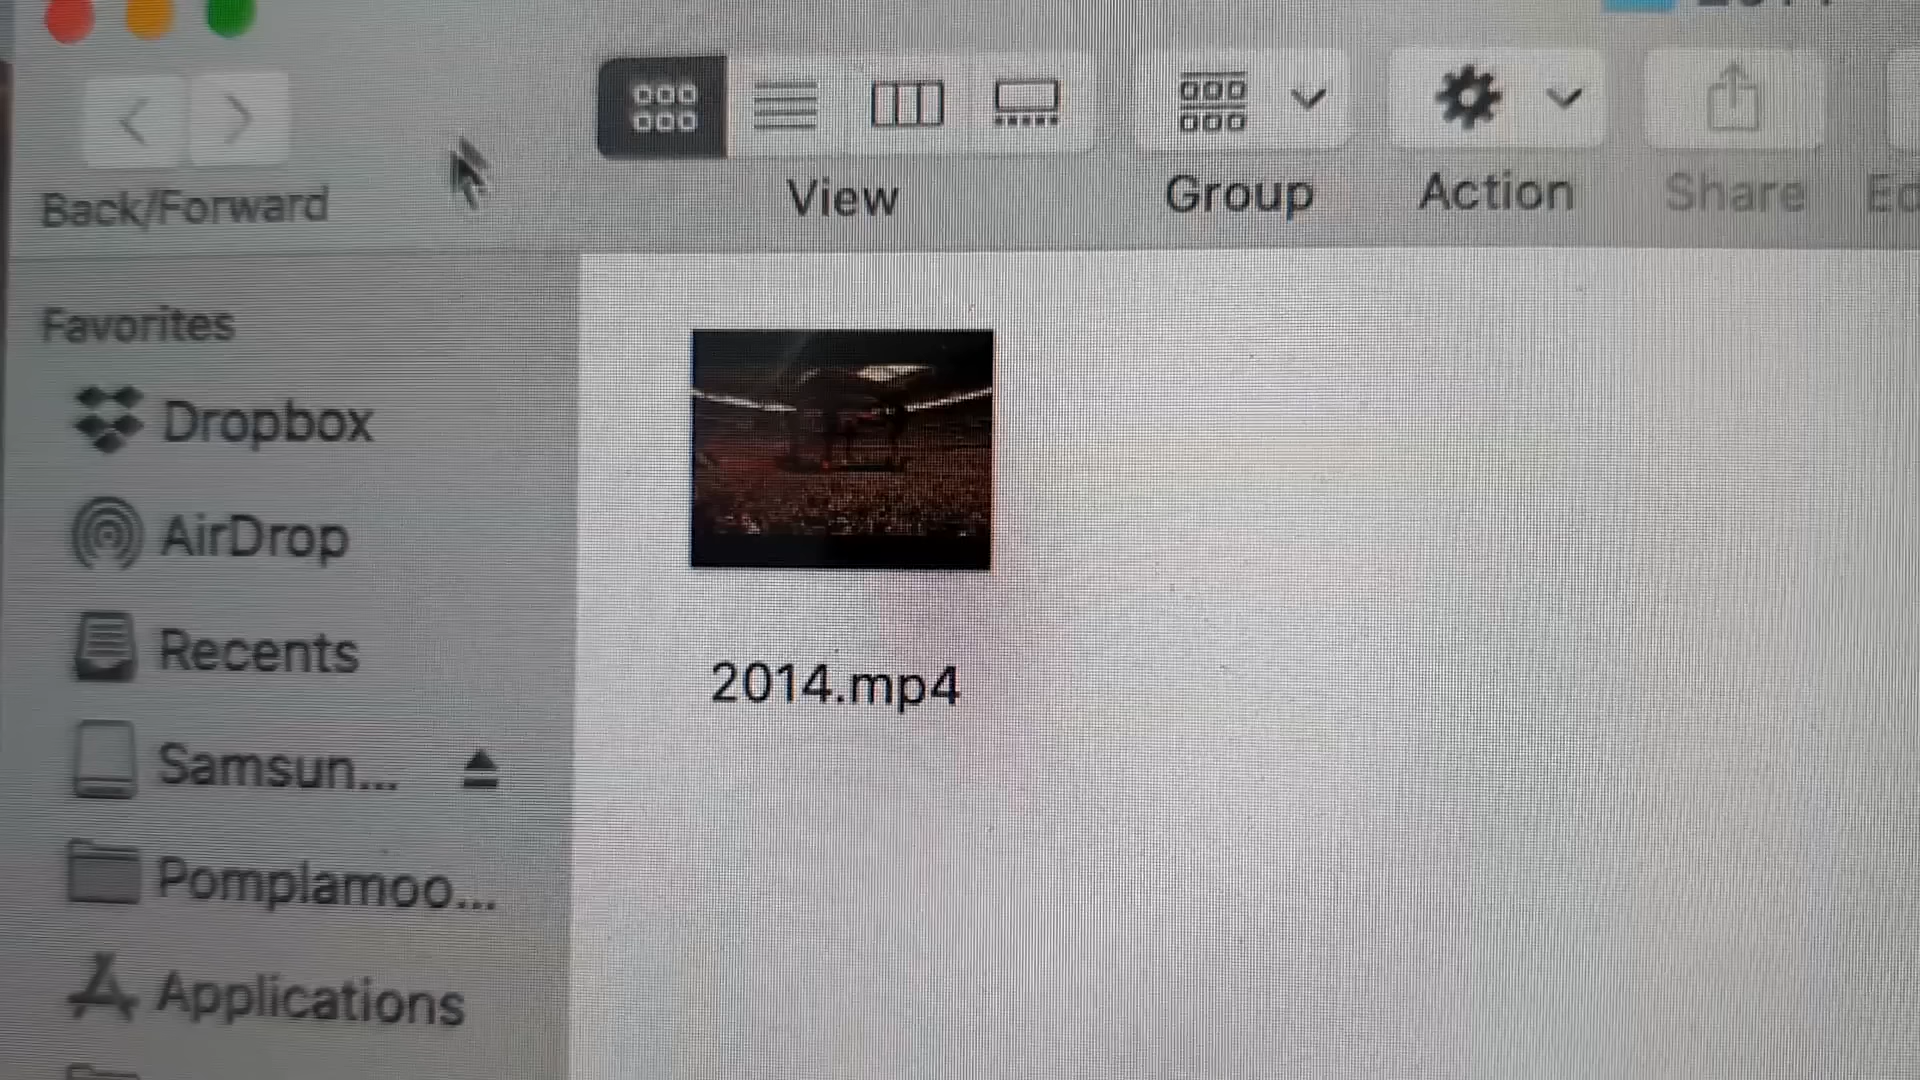 Back/Forward
View
Group
Action
Share
Favorites
Dropbox
AirDrop
Recents
Samsun...
Pomplamoo...
Applications
2014.mp4